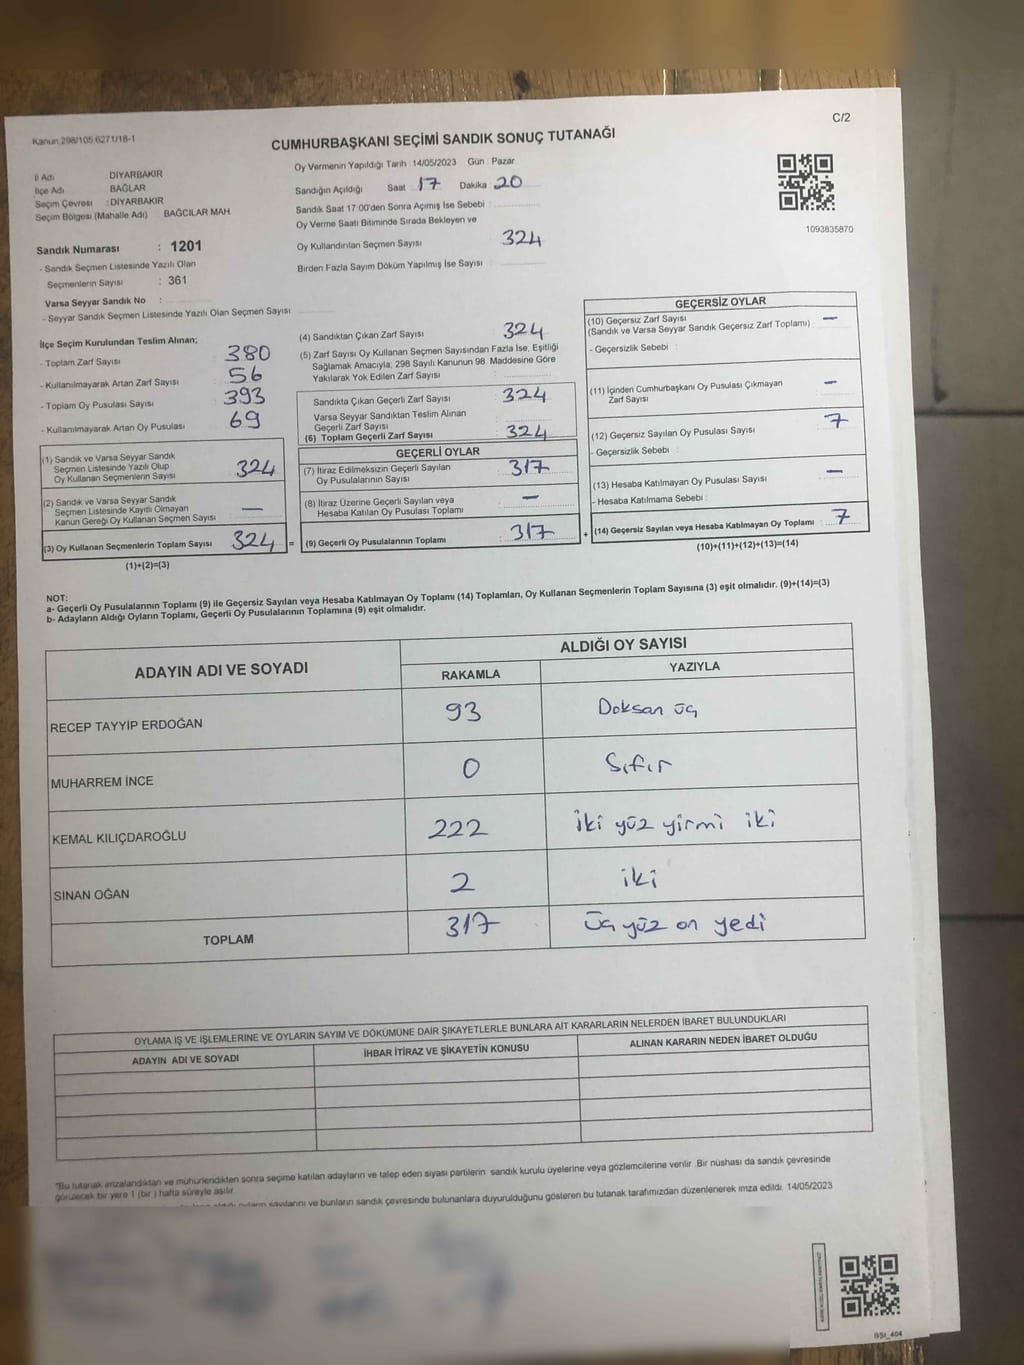 C/2
Kanun 298/105 6271/18-1
CUMHURBAŞKANI SEÇİMİ SANDIK SONUÇ TUTANAĞI
İl Adı DİYARBAKIR
İlçe Adı : BAĞLAR
Seçim Çevresi : DİYARBAKIR
Seçim Bölgesi (Mahalle Adı) : BAĞCILAR MAH.
Sandık Numarası : 1201
- Sandık Seçmen Listesinde Yazılı Olan
Seçmenlerin Sayısı : 361
Varsa Seyyar Sandık No :
- Seyyar Sandık Seçmen Listesinde Yazılı Olan Seçmen Sayısı
Oy Vermenin Yapıldığı Tarih : 14/05/2023 Gün : Pazar
Sandığın Açıldığı Saat 17 Dakika 20
Sandık Saat 17:00'den Sonra Açılmış İse Sebebi :
Oy Verme Saati Bitiminde Sırada Bekleyen ve
Oy Kullandırılan Seçmen Sayısı 324
Birden Fazla Sayım Döküm Yapılmış İse Sayısı :
1093835870
İlçe Seçim Kurulundan Teslim Alınan;
- Toplam Zarf Sayısı 380
- Kullanılmayarak Artan Zarf Sayısı 56
- Toplam Oy Pusulası Sayısı 393
- Kullanılmayarak Artan Oy Pusulası 69
(1) Sandık ve Varsa Seyyar Sandık
Seçmen Listesinde Yazılı Olup
Oy Kullanan Seçmenlerin Sayısı 324
(2) Sandık ve Varsa Seyyar Sandık
Seçmen Listesinde Kayıtlı Olmayan
Kanun Gereği Oy Kullanan Seçmen Sayısı —
(3) Oy Kullanan Seçmenlerin Toplam Sayısı 324 =
(1)+(2)=(3)
(4) Sandıktan Çıkan Zarf Sayısı 324
(5) Zarf Sayısı Oy Kullanan Seçmen Sayısından Fazla İse, Eşitliği
Sağlamak Amacıyla; 298 Sayılı Kanunun 98. Maddesine Göre
Yakılarak Yok Edilen Zarf Sayısı :
Sandıkta Çıkan Geçerli Zarf Sayısı : 324
Varsa Seyyar Sandıktan Teslim Alınan
Geçerli Zarf Sayısı :
(6) Toplam Geçerli Zarf Sayısı : 324
GEÇERLİ OYLAR
(7) İtiraz Edilmeksizin Geçerli Sayılan
Oy Pusulasının Sayısı 317
(8) İtiraz Üzerine Geçerli Sayılan veya
Hesaba Katılan Oy Pusulası Toplamı —
(9) Geçerli Oy Pusulalarının Toplamı : 317 +
GEÇERSİZ OYLAR
(10) Geçersiz Zarf Sayısı —
(Sandık ve Varsa Seyyar Sandık Geçersiz Zarf Toplamı)
- Geçersizlik Sebebi :
(11) İçinden Cumhurbaşkanı Oy Pusulası Çıkmayan
Zarf Sayısı —
(12) Geçersiz Sayılan Oy Pusulası Sayısı 7
- Geçersizlik Sebebi
(13) Hesaba Katılmayan Oy Pusulası Sayısı —
- Hesaba Katılmama Sebebi :
(14) Geçersiz Sayılan veya Hesaba Katılmayan Oy Toplamı : 7
(10)+(11)+(12)+(13)=(14)
NOT:
a- Geçerli Oy Pusulalarının Toplamı (9) ile Geçersiz Sayılan veya Hesaba Katılmayan Oy Toplamı (14) Toplamları, Oy Kullanan Seçmenlerin Toplam Sayısına (3) eşit olmalıdır. (9)+(14)=(3)
b- Adayların Aldığı Oyların Toplamı, Geçerli Oy Pusulalarının Toplamına (9) eşit olmalıdır.
ADAYIN ADI VE SOYADI
ALDIĞI OY SAYISI
RAKAMLA YAZIYLA
RECEP TAYYİP ERDOĞAN 93 Doksan üç
MUHARREM İNCE 0 Sıfır
KEMAL KILIÇDAROĞLU 222 İki yüz yirmi iki
SİNAN OĞAN 2 iki
TOPLAM 317 Üç yüz on yedi
OYLAMA İŞ VE İŞLEMLERİNE VE OYLARIN SAYIM VE DÖKÜMÜNE DAİR ŞİKAYETLERLE BUNLARA AİT KARARLARIN NELERDEN İBARET BULUNDUKLARI
ADAYIN ADI VE SOYADI İHBAR İTİRAZ VE ŞİKAYETİN KONUSU ALINAN KARARIN NEDEN İBARET OLDUĞU
"Bu tutanak imzalandıktan ve mühürlendikten sonra seçime katılan adayların ve talep eden siyasi partilerin sandık kurulu üyelerine veya gözlemcilerine verilir. Bir nüshası da sandık çevresinde
görülecek bir yere 1 (bir ) hafta süreyle asılır.
oyların sayılarını ve bunların sandık çevresinde bulunanlara duyurulduğunu gösteren bu tutanak tarafımızdan düzenlenerek imza edildi. 14/05/2023
BSI_404